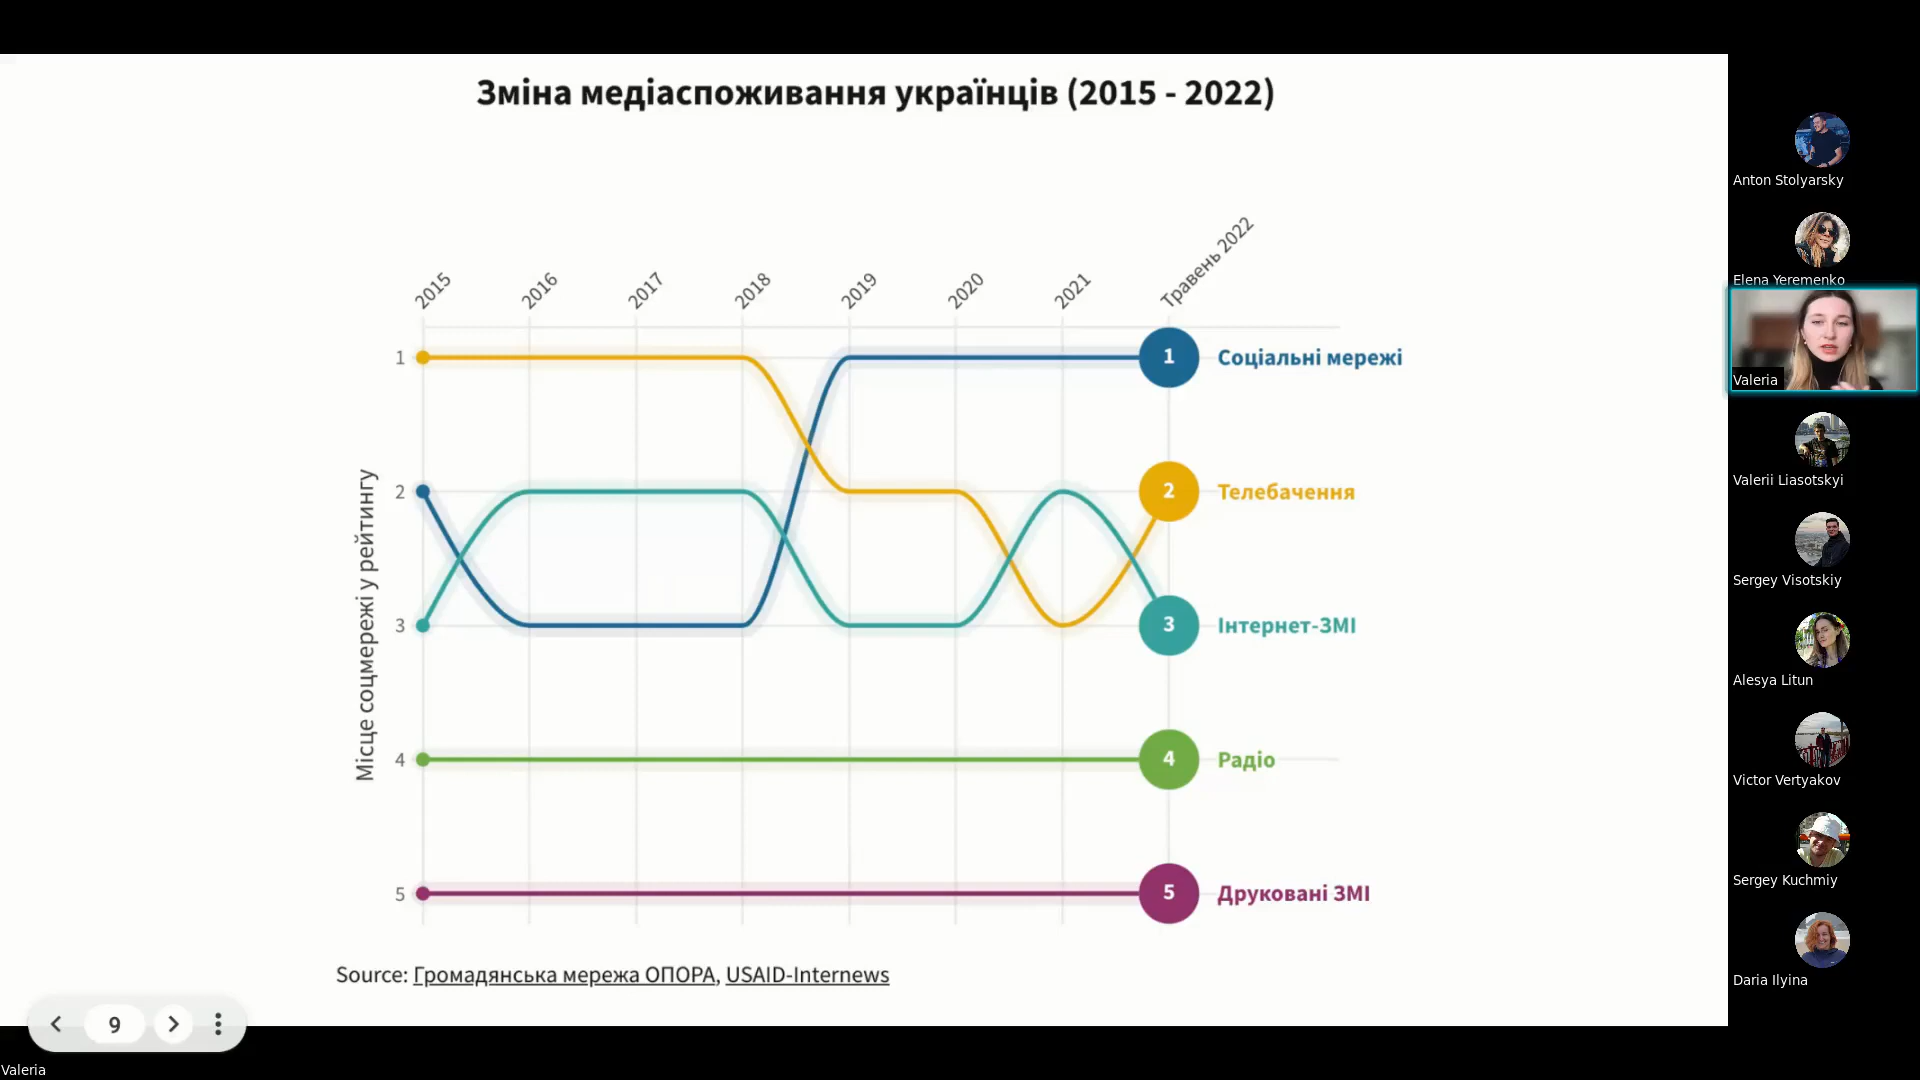 Зміна медіаспоживання українців (2015 - 2022)
2015
2016
2017
2018
2019
2020
2021
Травень 2022
Місце соцмережі у рейтингу
1
2
3
4
5
1 Соціальні мережі
2 Телебачення
3 Інтернет-ЗМІ
4 Радіо
5 Друковані ЗМІ
Source: Громадянська мережа ОПОРА, USAID-Internews
9
Valeria
Anton Stolyarsky
Elena Yeremenko
Valeria
Valerii Liasotskyi
Sergey Visotskiy
Alesya Litun
Victor Vertyakov
Sergey Kuchmiy
Daria Ilyina